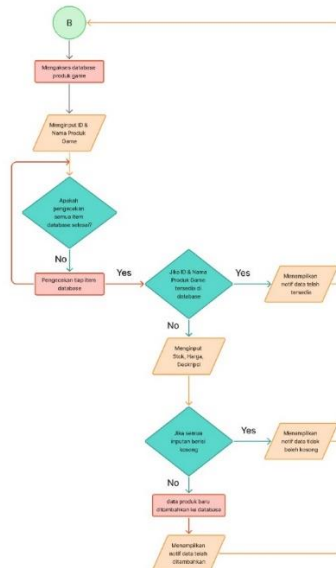 B
Mengakses database
produk game
Menginput ID &
Nama Produk
Game
Apakah
pengecekan
semua item
database selesai?
No
Pengecekan tiap item
database
Yes
Jika ID & Nama
Produk Game
tersedia di
database
Yes
Menampilkan
notif data telah
tersedia
No
Menginput
Stok, Harga,
Deskripsi
Jika semua
inputan berisi
kosong
Yes
Menampilkan
notif data tidak
boleh kosong
No
data produk baru
ditambahkan ke database
Menampilkan
notif data telah
ditambahkan